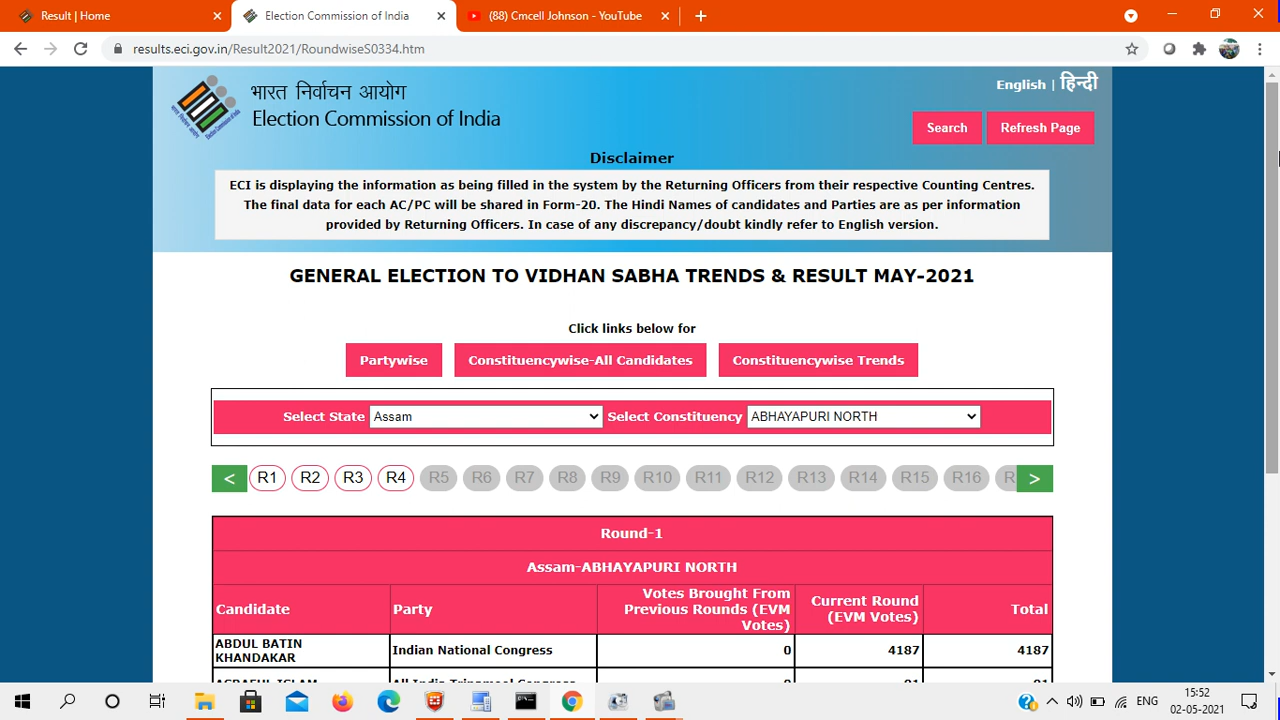 Result | Home
Election Commission of India
(88) Cmcell Johnson - YouTube
results.eci.gov.in/Result2021/RoundwiseS0334.htm
भारत निर्वाचन आयोग
Election Commission of India
English | हिन्दी
Search
Refresh Page
Disclaimer
ECI is displaying the information as being filled in the system by the Returning Officers from their respective Counting Centres.
The final data for each AC/PC will be shared in Form-20. The Hindi Names of candidates and Parties are as per information
provided by Returning Officers. In case of any discrepancy/doubt kindly refer to English version.
GENERAL ELECTION TO VIDHAN SABHA TRENDS & RESULT MAY-2021
Click links below for
Partywise
Constituencywise-All Candidates
Constituencywise Trends
Select State Assam Select Constituency ABHAYAPURI NORTH
< R1 R2 R3 R4 R5 R6 R7 R8 R9 R10 R11 R12 R13 R14 R15 R16 R >
Round-1
Assam-ABHAYAPURI NORTH
Candidate
Party
Votes Brought From
Previous Rounds (EVM
Votes)
Current Round
(EVM Votes)
Total
ABDUL BATIN
KHANDAKAR
Indian National Congress
0
4187
4187
ENG
15:52
02-05-2021